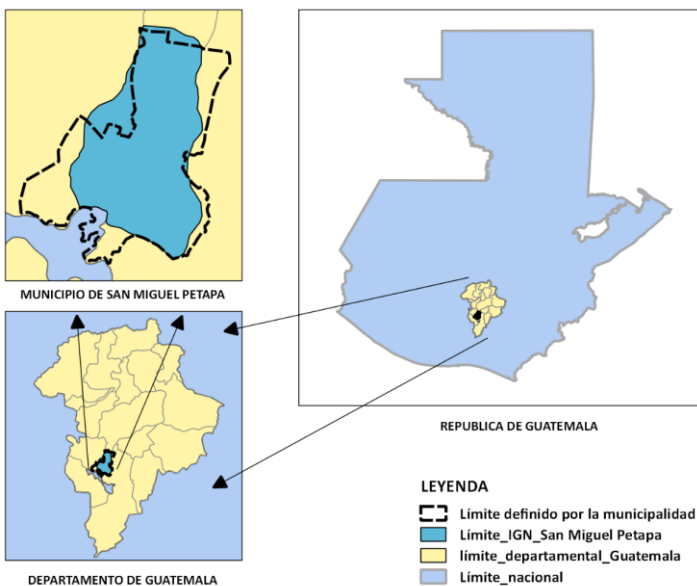 MUNICIPIO DE SAN MIGUEL PETAPA
DEPARTAMENTO DE GUATEMALA
REPUBLICA DE GUATEMALA
LEYENDA
Límite definido por la municipalidad
Límite_IGN_San Miguel Petapa
límite_departamental_Guatemala
Límite_nacional